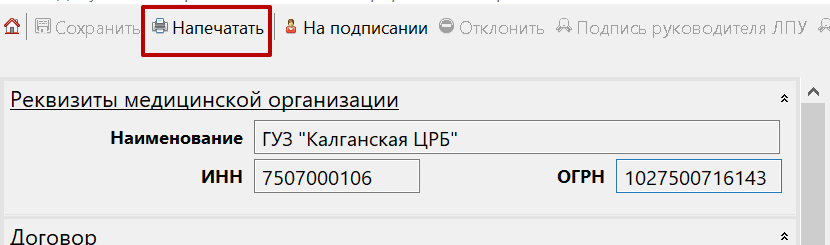 Сохранить Напечатать На подписании Отклонить Подпись руководителя ЛПУ
Реквизиты медицинской организации
Наименование ГУЗ "Калганская ЦРБ"
ИНН 7507000106 ОГРН 1027500716143
Договор